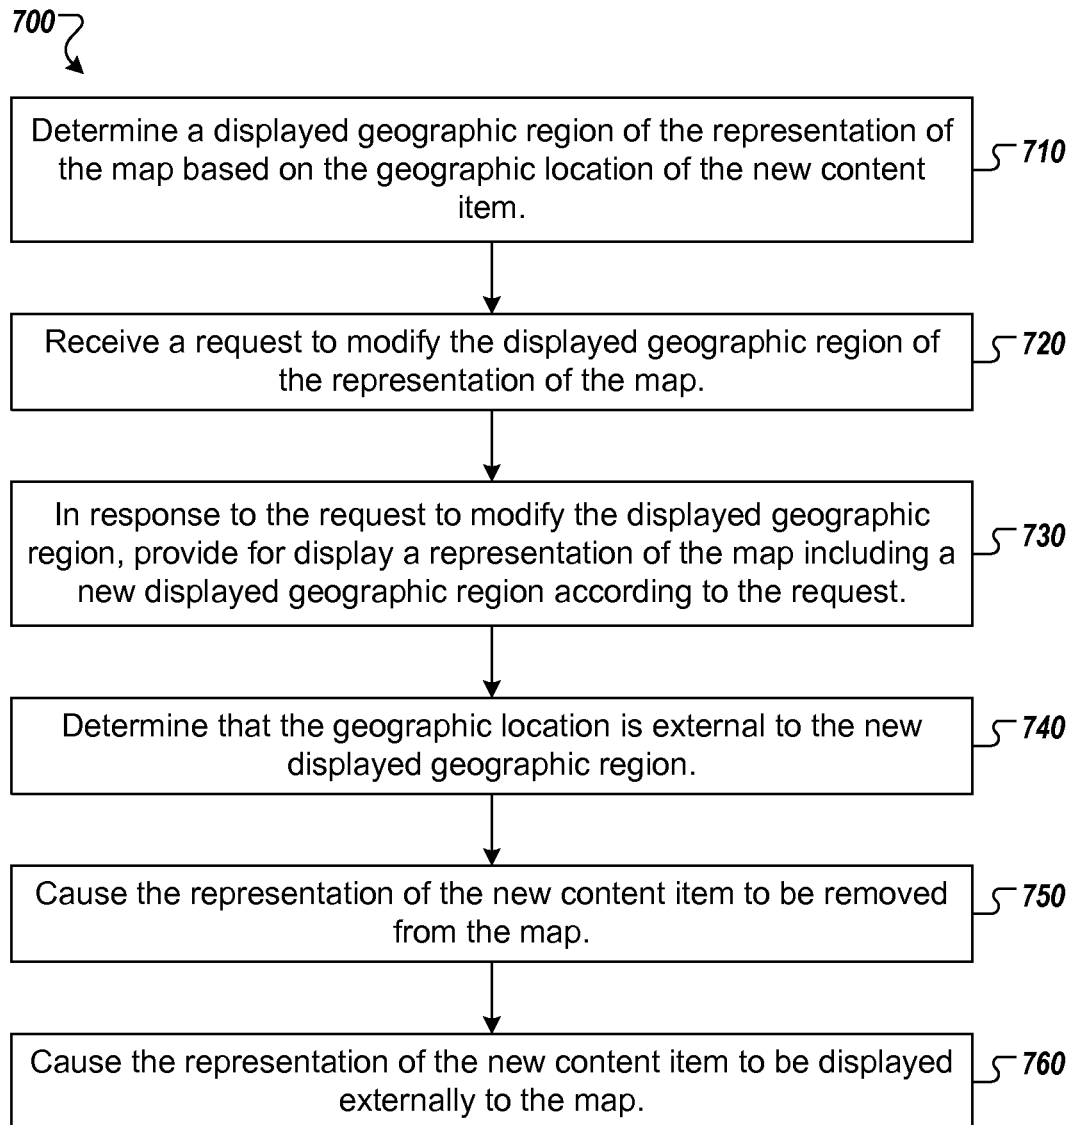 700
Determine a displayed geographic region of the representation of
the map based on the geographic location of the new content
item.
710
Receive a request to modify the displayed geographic region of
the representation of the map.
720
In response to the request to modify the displayed geographic
region, provide for display a representation of the map including a
new displayed geographic region according to the request.
730
Determine that the geographic location is external to the new
displayed geographic region.
740
Cause the representation of the new content item to be removed
from the map.
750
Cause the representation of the new content item to be displayed
externally to the map.
760